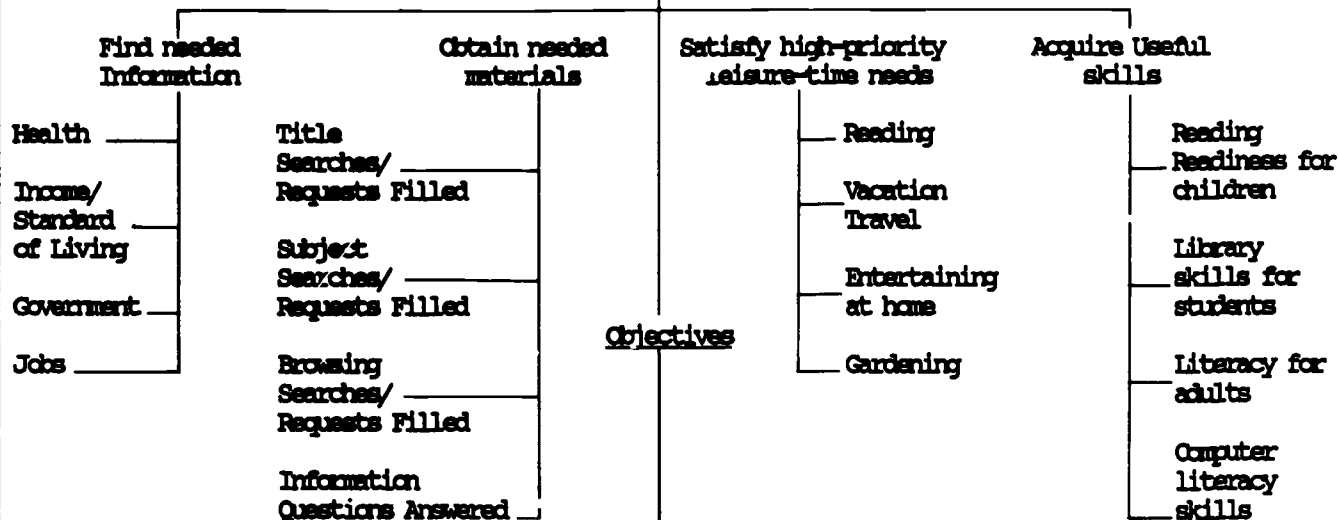 Find needed
Information
Obtain needed
materials
Satisfy high-priority
leisure-time needs
Acquire Useful
skills
Health
Income/
Standard
of Living
Government
Jobs
Title
Searches/
Requests Filled
Subject
Searches/
Requests Filled
Browsing
Searches/
Requests Filled
Information
Questions Answered
Objectives
Reading
Vacation
Travel
Entertaining
at home
Gardening
Reading
Readiness for
children
Library
skills for
students
Literacy for
adults
Computer
literacy
skills